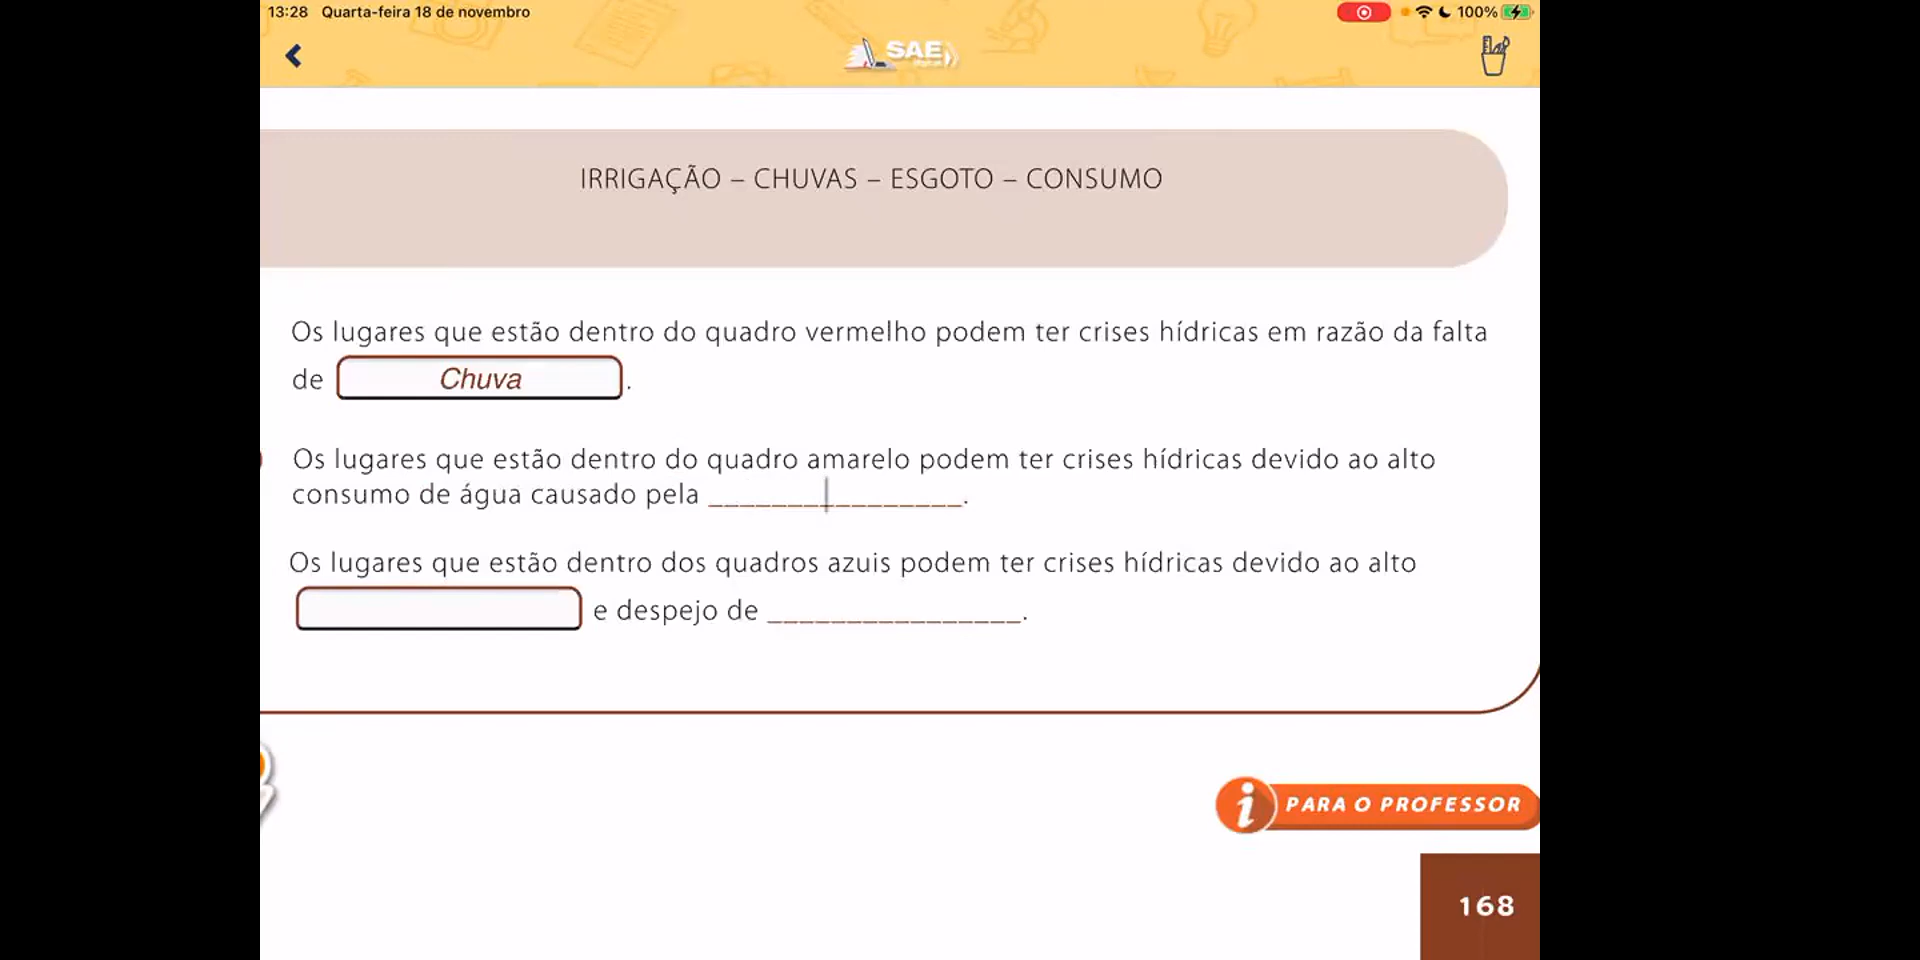 13:28 Quarta-feira 18 de novembro
100%
SAE
digital
IRRIGAÇÃO – CHUVAS – ESGOTO – CONSUMO
Os lugares que estão dentro do quadro vermelho podem ter crises hídricas em razão da falta
de Chuva.
Os lugares que estão dentro do quadro amarelo podem ter crises hídricas devido ao alto
consumo de água causado pela ________________.
Os lugares que estão dentro dos quadros azuis podem ter crises hídricas devido ao alto
e despejo de ________________.
PARA O PROFESSOR
168